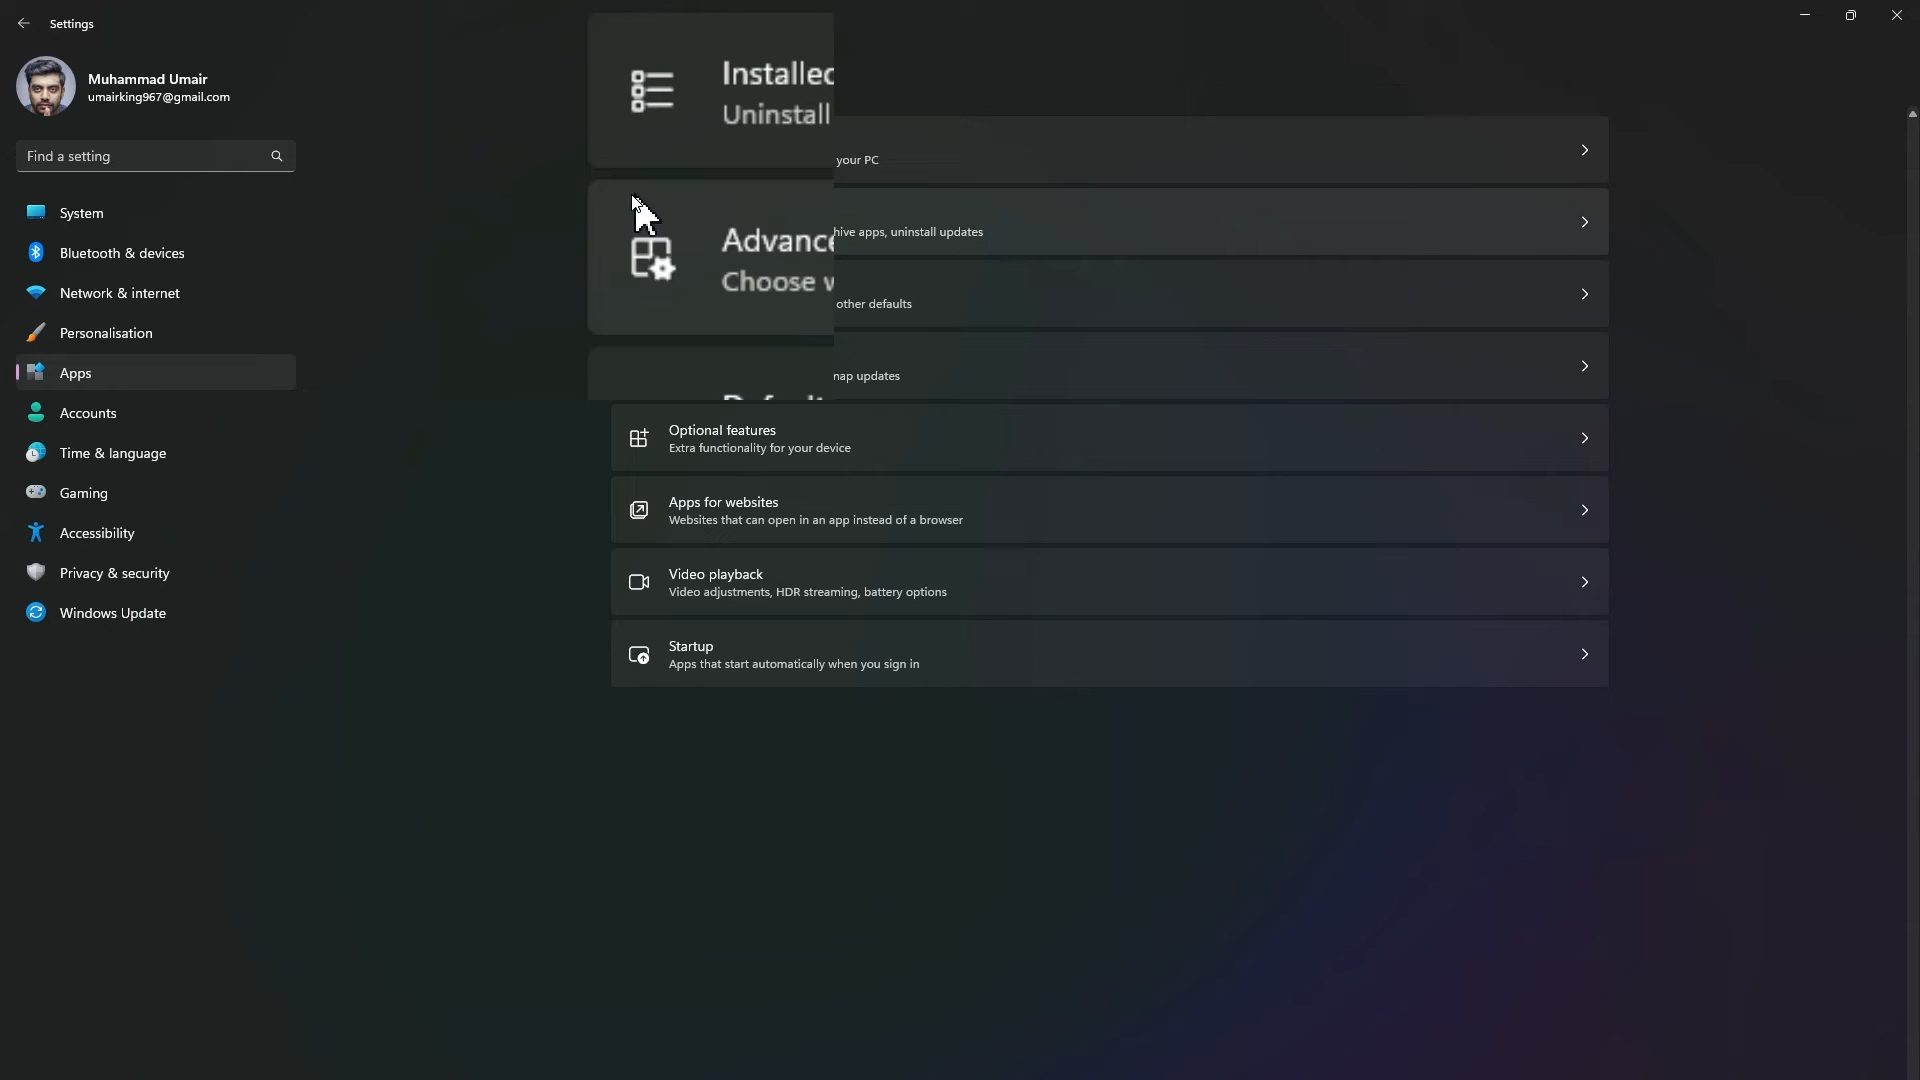 Settings
Muhammad Umair
umairking967@gmail.com
Find a setting
System
Bluetooth & devices
Network & internet
Personalisation
Apps
Accounts
Time & language
Gaming
Accessibility
Privacy & security
Windows Update
Installed
Uninstall
your PC
Advance
Choose
hive apps, uninstall updates
other defaults
map updates
Optional features
Extra functionality for your device
Apps for websites
Websites that can open in an app instead of a browser
Video playback
Video adjustments, HDR streaming, battery options
Startup
Apps that start automatically when you sign in